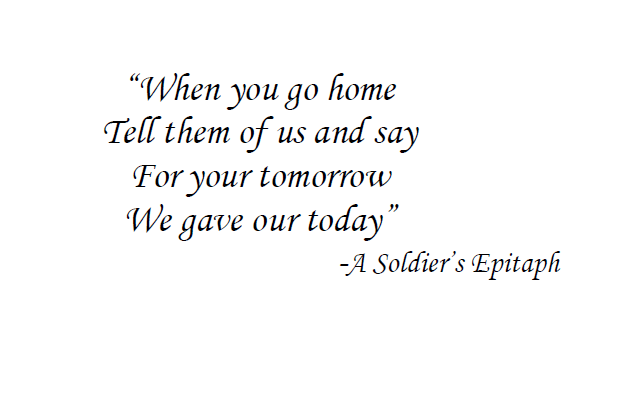 “When you go home
Tell them of us and say
For your tomorrow
We gave our today”
-A Soldier’s Epitaph